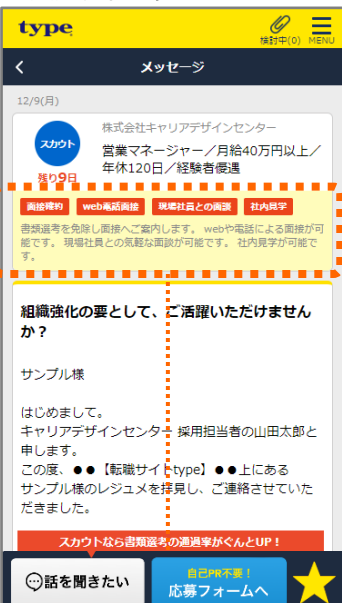 type
検討中(0) MENU
メッセージ
12/9(月)
スカウト
残り9日
株式会社キャリアデザインセンター
営業マネージャー／月給40万円以上／
年休120日／経験者優遇
面接確約 web電話面接 現場社員との面談 社内見学
書類選考を免除し面接へご案内します。 webや電話による面接が可
能です。 現場社員との気軽な面談が可能です。 社内見学が可能で
す。
組織強化の要として、ご活躍いただけません
か？
サンプル様
はじめまして。
キャリアデザインセンター 採用担当者の山田太郎と
申します。
この度、●●【転職サイトtype】●●上にある
サンプル様のレジュメを拝見し、ご連絡させていた
だきました。
スカウトなら書類選考の通過率がぐんとUP！
話を聞きたい
自己PR不要！
応募フォームへ